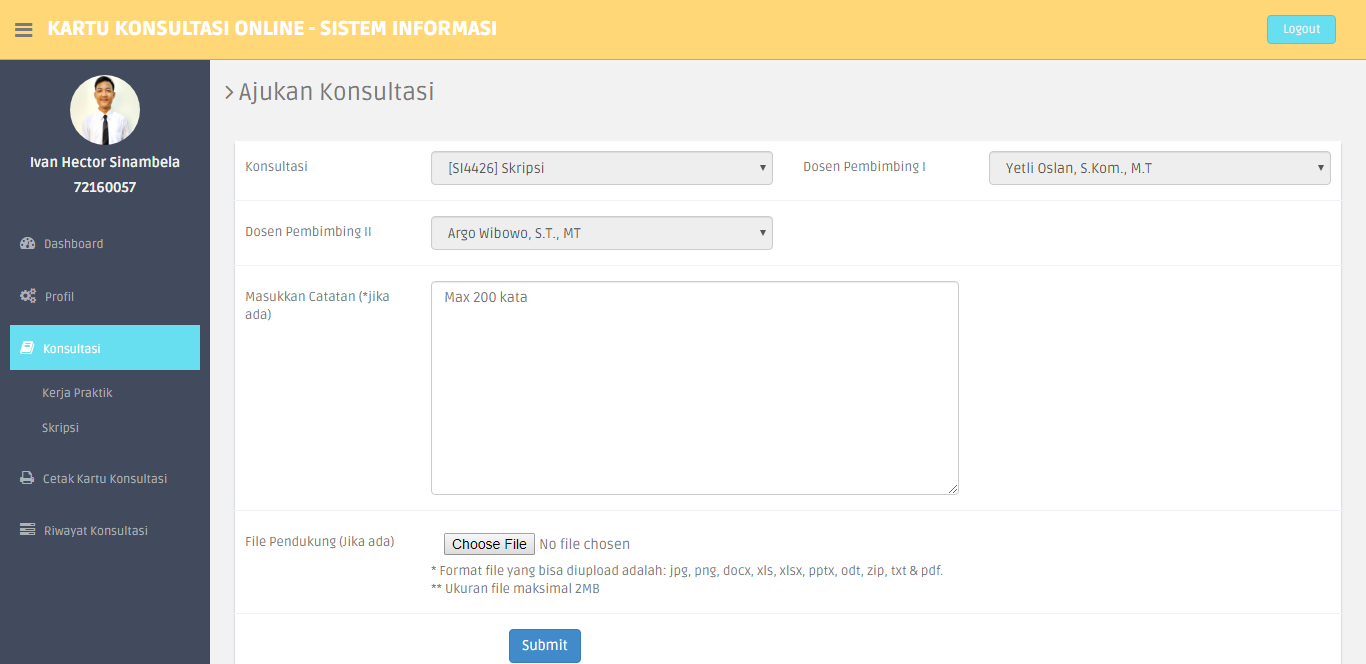 KARTU KONSULTASI ONLINE - SISTEM INFORMASI
Logout
Ivan Hector Sinambela
72160057
Dashboard
Profil
Konsultasi
Kerja Praktik
Skripsi
Cetak Kartu Konsultasi
Riwayat Konsultasi
> Ajukan Konsultasi
Konsultasi
[SI4426] Skripsi
Dosen Pembimbing I
Yetli Oslan, S.Kom., M.T
Dosen Pembimbing II
Argo Wibowo, S.T., MT
Masukkan Catatan (*jika
ada)
Max 200 kata
File Pendukung (Jika ada)
Choose File No file chosen
* Format file yang bisa diupload adalah: jpg, png, docx, xls, xlsx, pptx, odt, zip, txt & pdf.
** Ukuran file maksimal 2MB
Submit